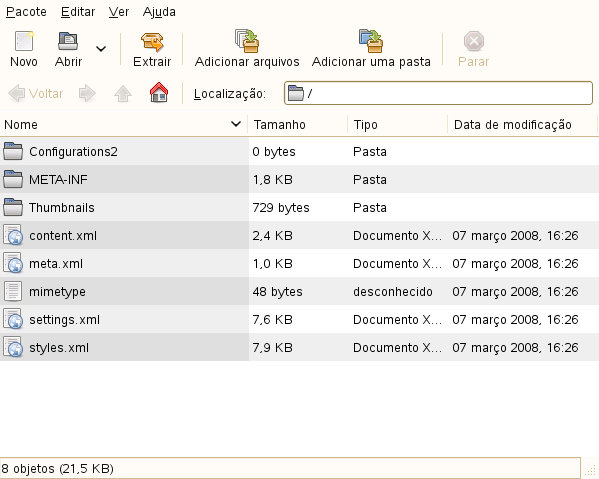 Pacote Editar Ver Ajuda
Novo Abrir Extrair Adicionar arquivos Adicionar uma pasta Parar
Voltar Localização: /
Nome Tamanho Tipo Data de modificação
Configurations2 0 bytes Pasta
META-INF 1,8 KB Pasta
Thumbnails 729 bytes Pasta
content.xml 2,4 KB Documento X... 07 março 2008, 16:26
meta.xml 1,0 KB Documento X... 07 março 2008, 16:26
mimetype 48 bytes desconhecido 07 março 2008, 16:26
settings.xml 7,6 KB Documento X... 07 março 2008, 16:26
styles.xml 7,9 KB Documento X... 07 março 2008, 16:26
8 objetos (21,5 KB)